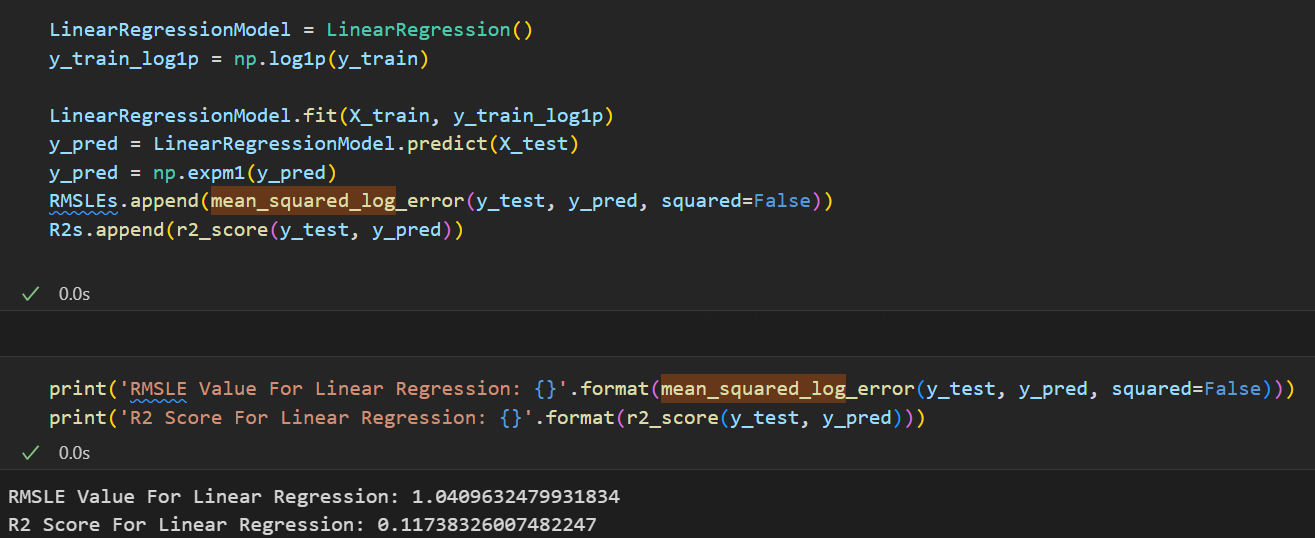 LinearRegressionModel = LinearRegression()
y_train_log1p = np.log1p(y_train)
LinearRegressionModel.fit(X_train, y_train_log1p)
y_pred = LinearRegressionModel.predict(X_test)
y_pred = np.expm1(y_pred)
RMSLEs.append(mean_squared_log_error(y_test, y_pred, squared=False))
R2s.append(r2_score(y_test, y_pred))
0.0s
print('RMSLE Value For Linear Regression: {}'.format(mean_squared_log_error(y_test, y_pred, squared=False)))
print('R2 Score For Linear Regression: {}'.format(r2_score(y_test, y_pred)))
0.0s
RMSLE Value For Linear Regression: 1.0409632479931834
R2 Score For Linear Regression: 0.11738326007482247